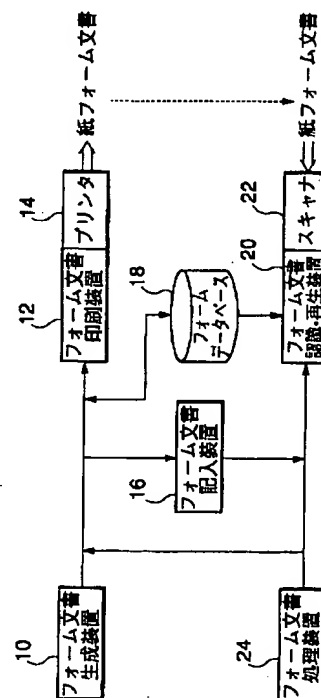 10
フォーム文書
生成装置
12
フォーム文書
印刷装置
14
プリンタ
紙フォーム文書
16
フォーム文書
記入装置
18
フォーム
データベース
24
フォーム文書
処理装置
20
フォーム文書
認識・再生装置
22
スキャナ
紙フォーム文書